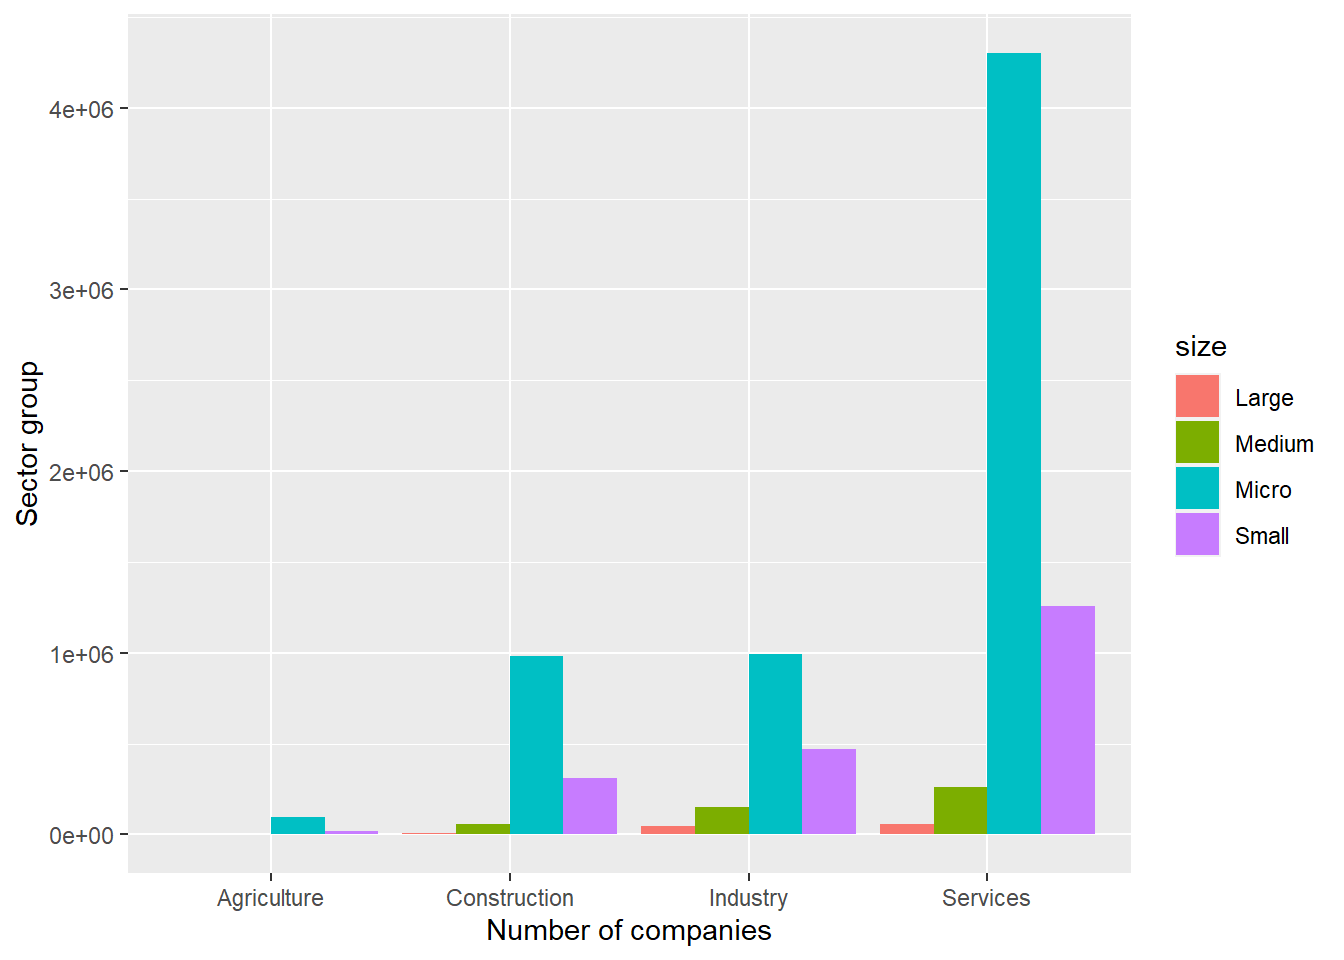 4e+06
3e+06
2e+06
1e+06
0e+00
Sector group
Agriculture Construction Industry Services
Number of companies
size
Large
Medium
Micro
Small